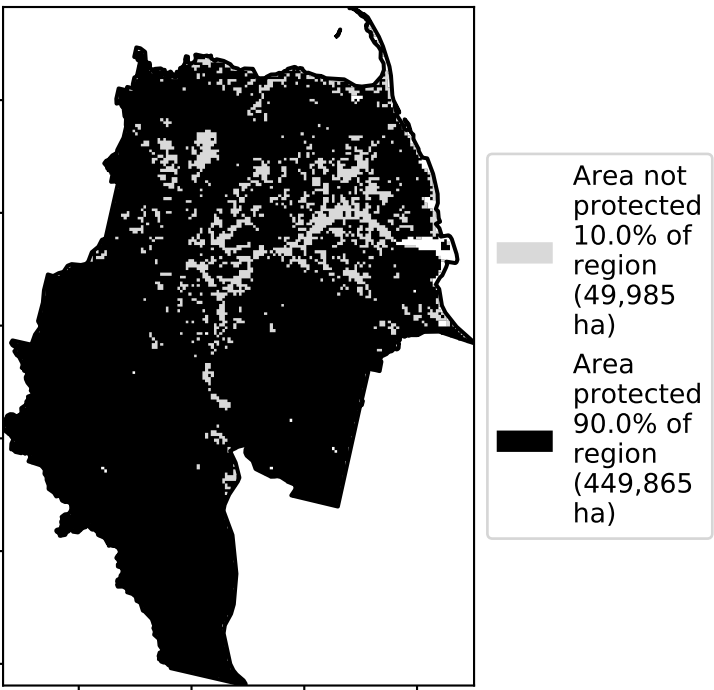 Area not
protected
10.0% of
region
(49,985
ha)
Area
protected
90.0% of
region
(449,865
ha)